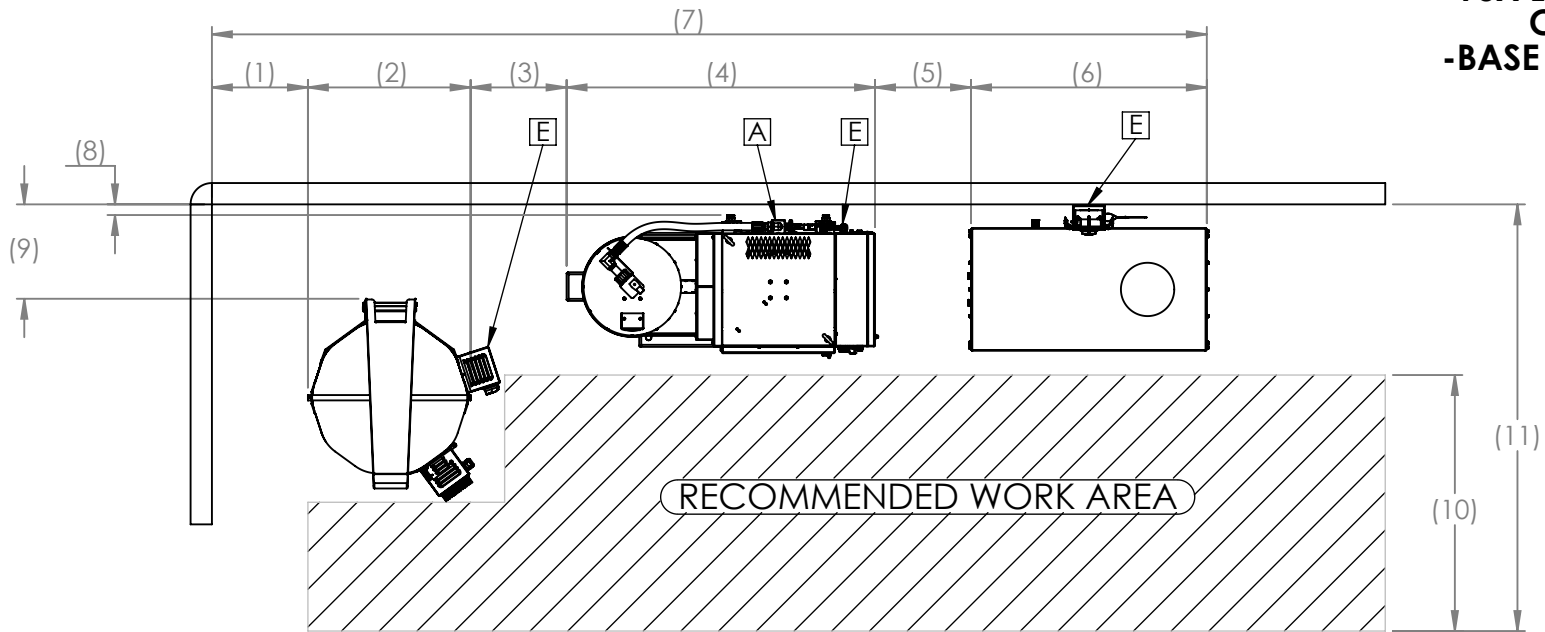 C
-BASE
(7)
(1) (2) (3) (4) (5) (6)
E A E E
(8)
(9)
(11)
RECOMMENDED WORK AREA
(10)